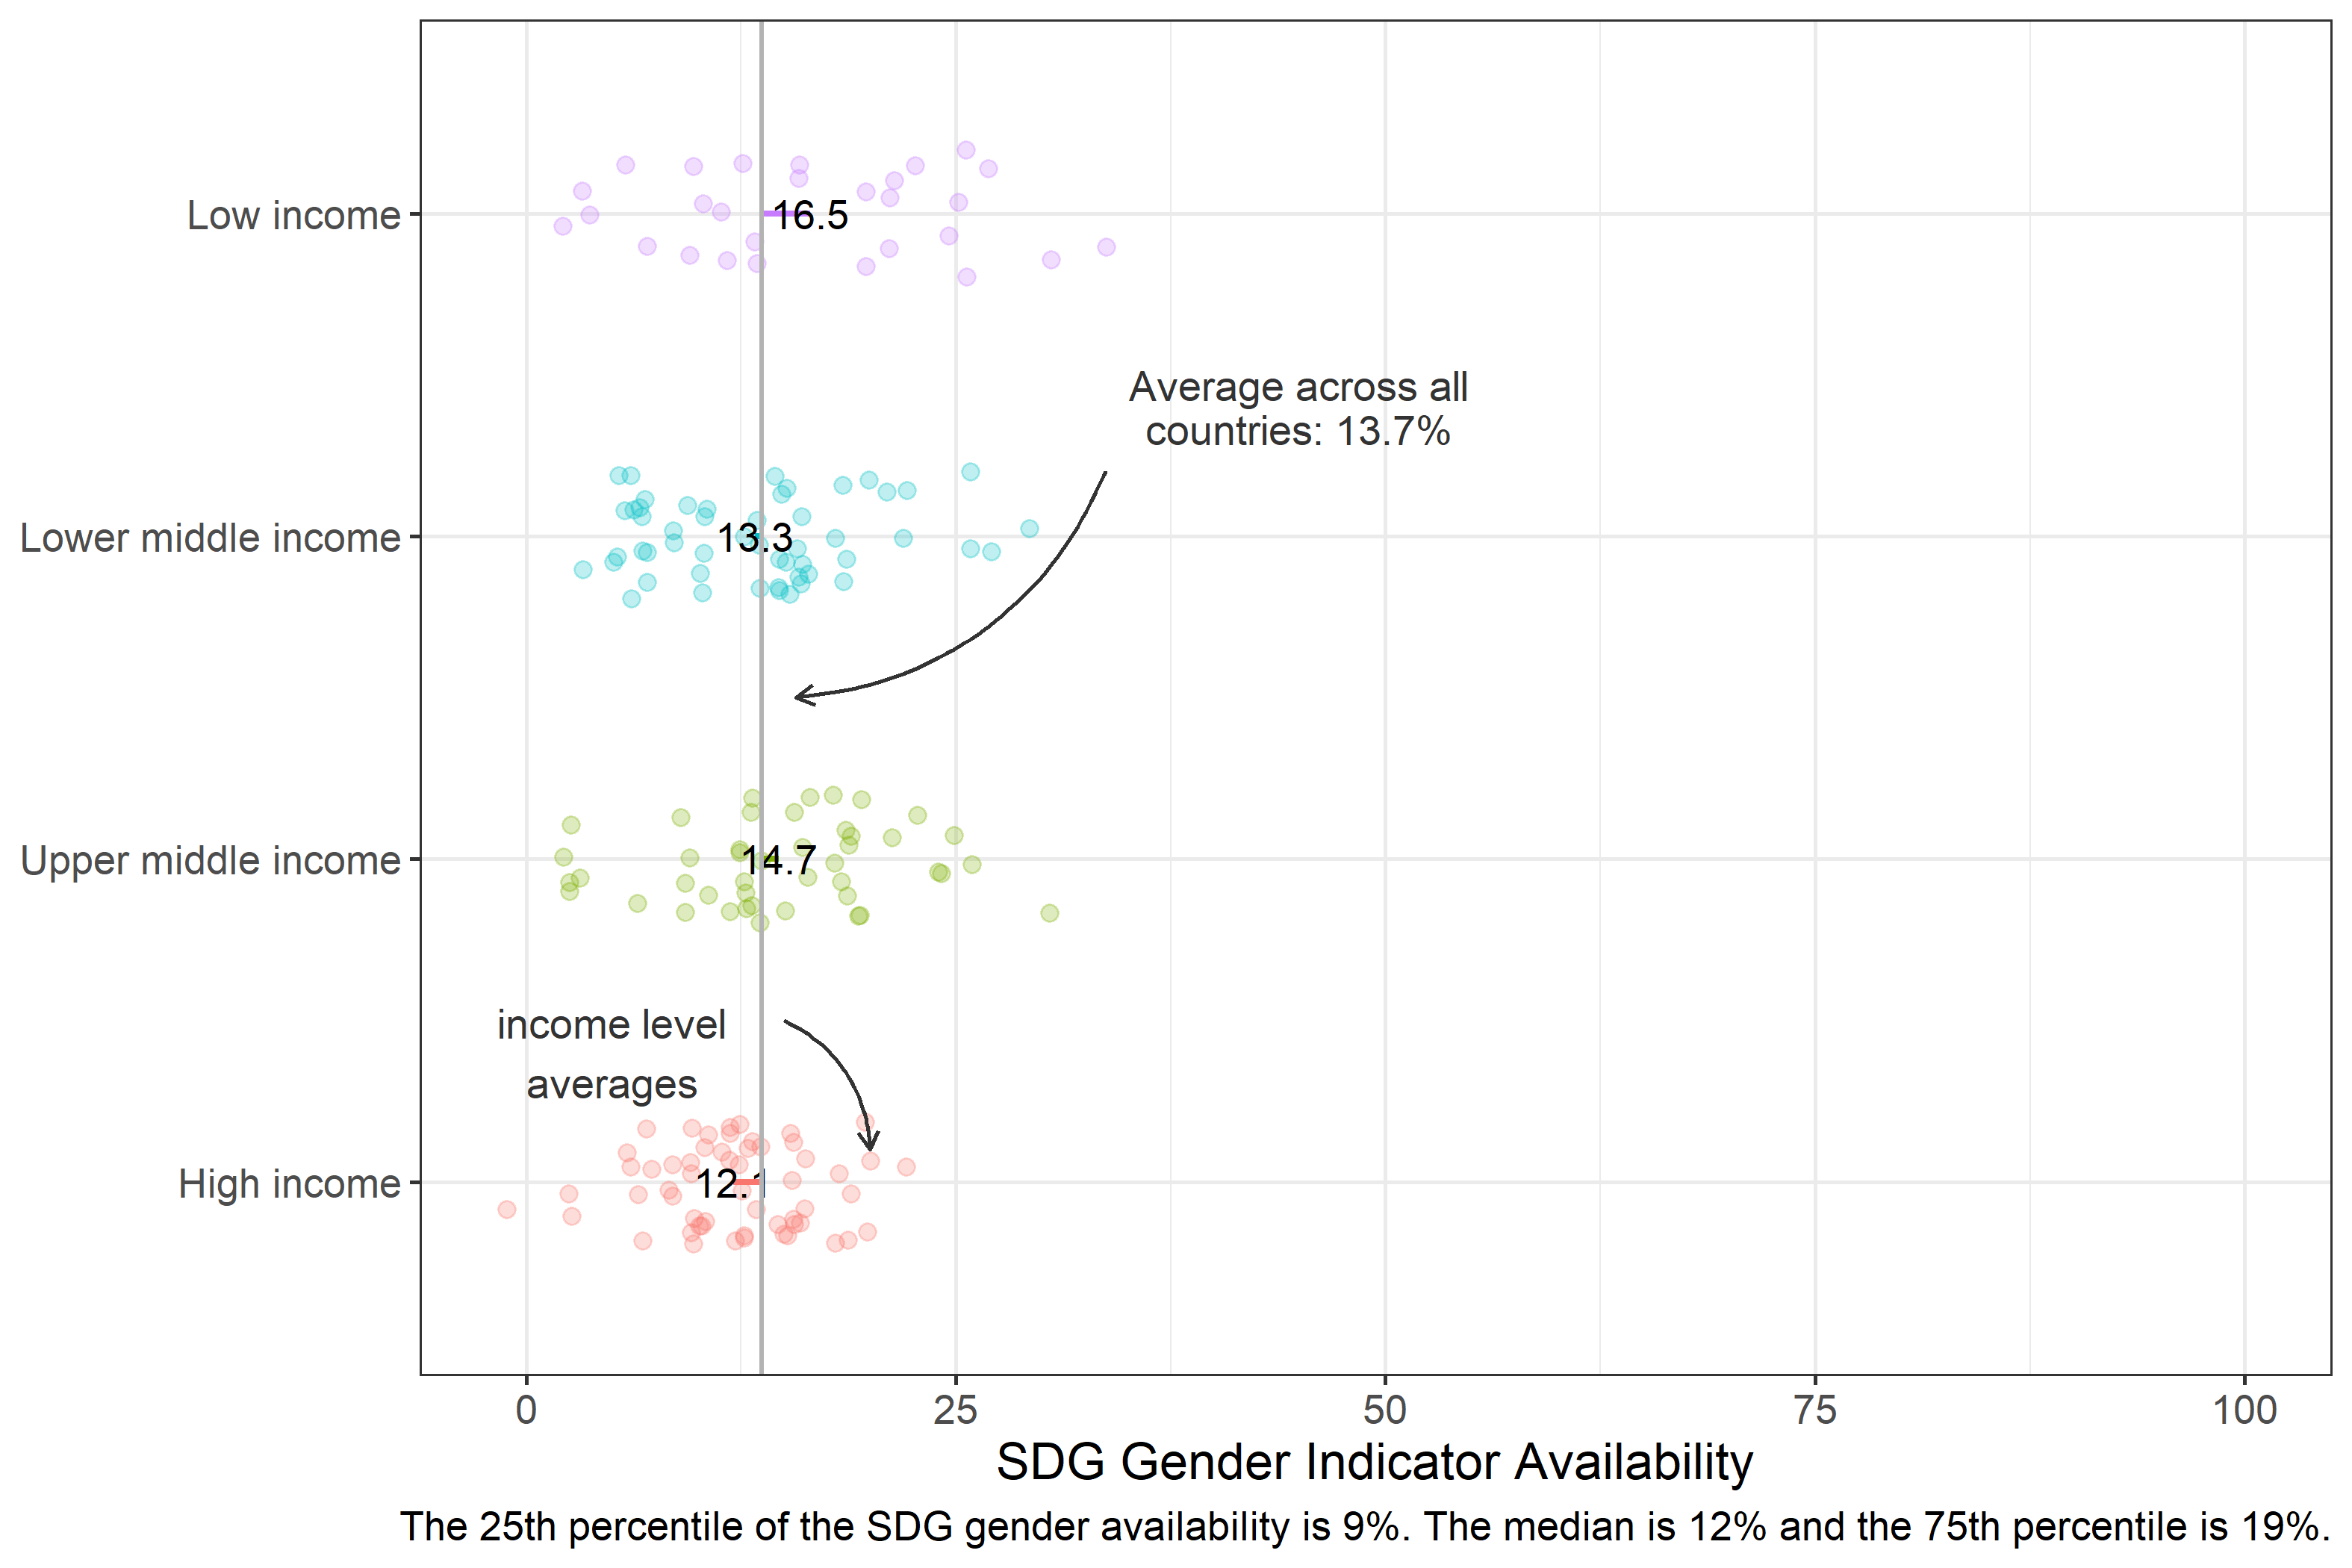 Low income
16.5
Average across all
countries: 13.7%
Lower middle income
13.3
Upper middle income
14.7
income level
averages
High income
12.1
0
25
50
75
100
SDG Gender Indicator Availability
The 25th percentile of the SDG gender availability is 9%. The median is 12% and the 75th percentile is 19%.